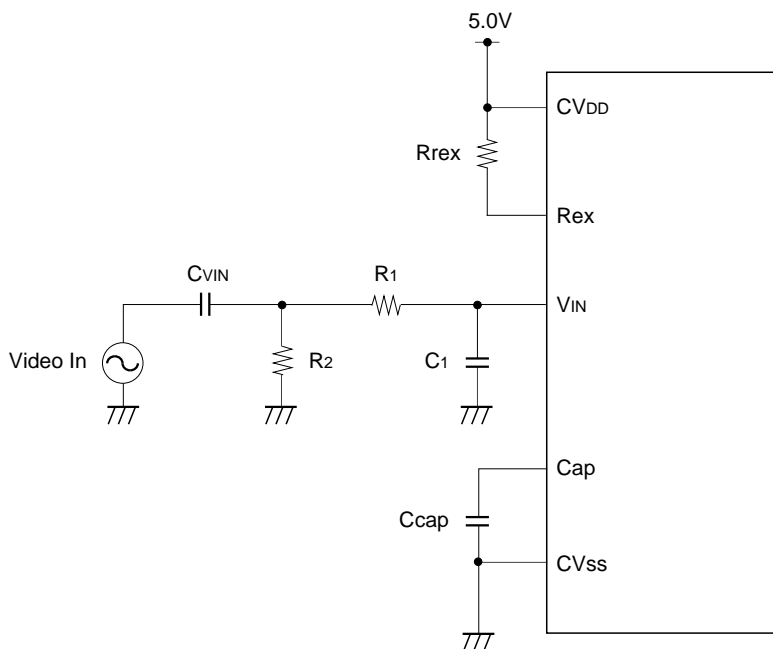 5.0V
CVDD
Rrex
Rex
CVIN
R1
VIN
Video In
R2
C1
Cap
Ccap
CVss